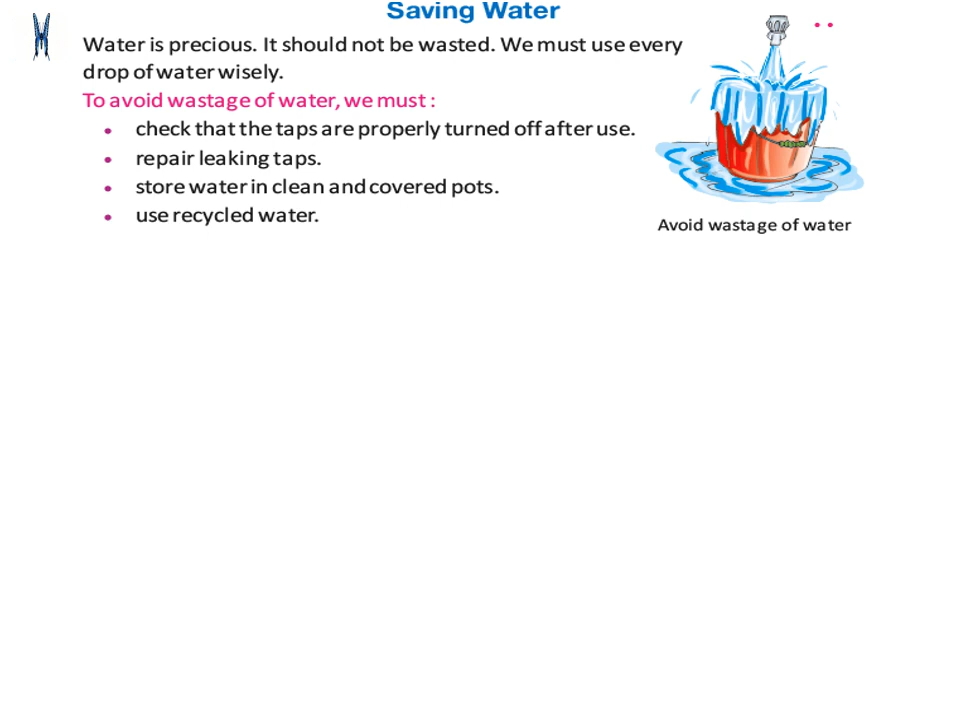 Saving Water
Water is precious. It should not be wasted. We must use every
drop of water wisely.
To avoid wastage of water, we must :
• check that the taps are properly turned off after use.
• repair leaking taps.
• store water in clean and covered pots.
• use recycled water.
Avoid wastage of water